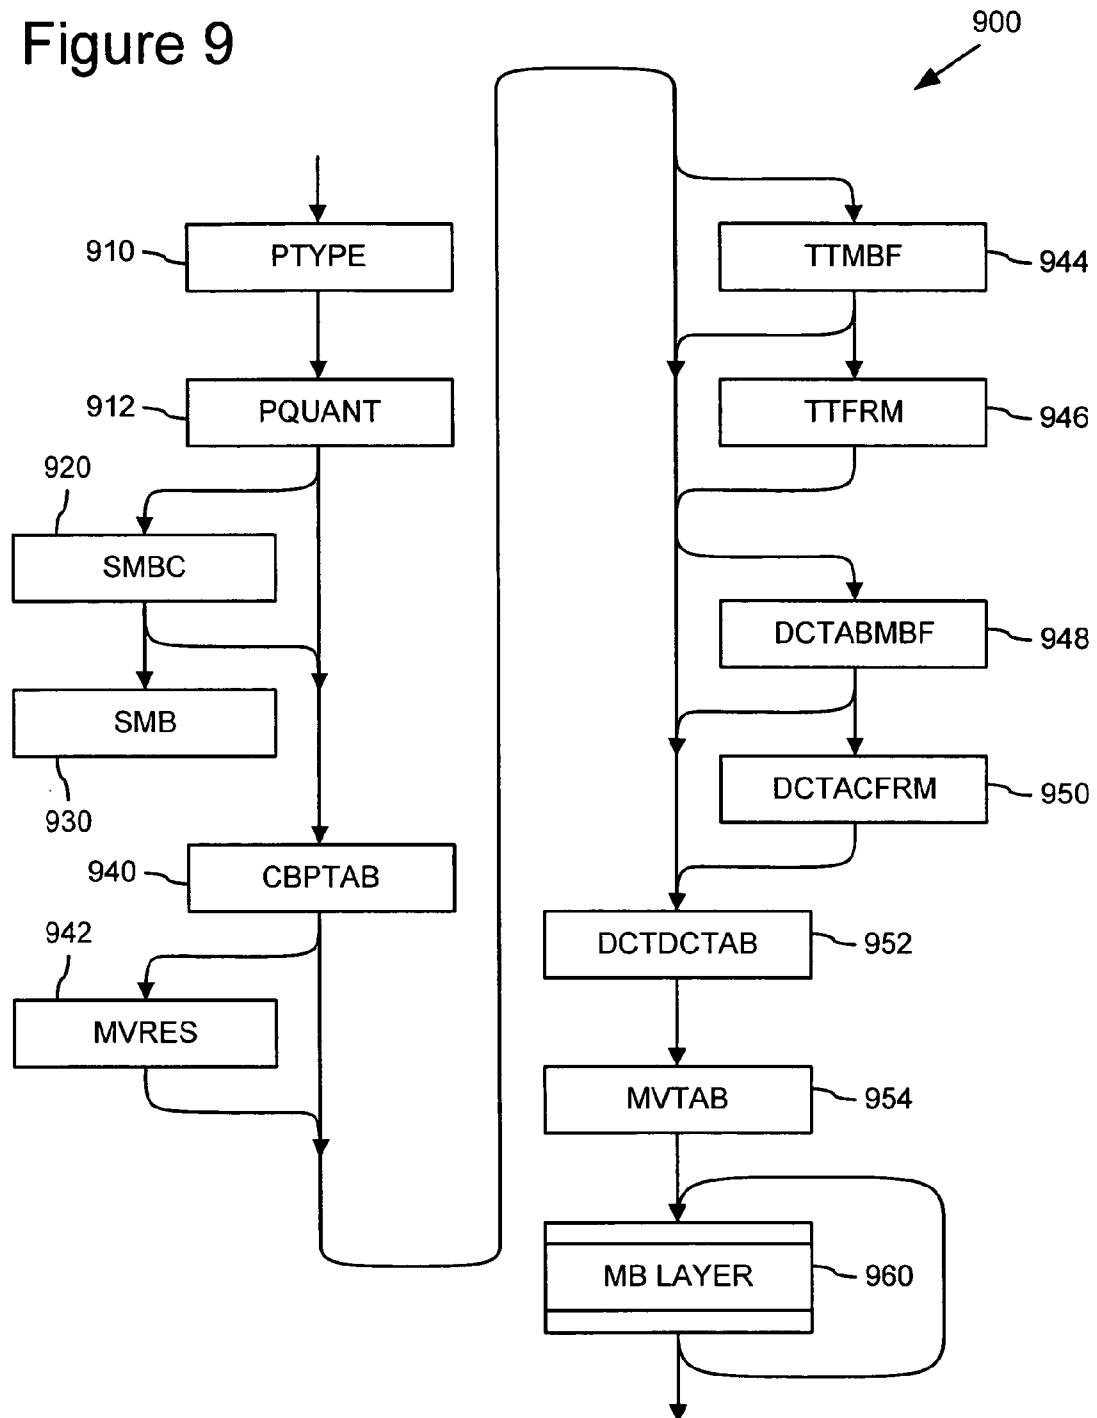 Figure 9
900
910
PTYPE
912
PQUANT
920
SMBC
SMB
930
940
CBPTAB
942
MVRES
TTMBF
944
TTFRM
946
DCTABMBF
948
DCTACFRM
950
DCTDCTAB
952
MVTAB
954
MB LAYER
960